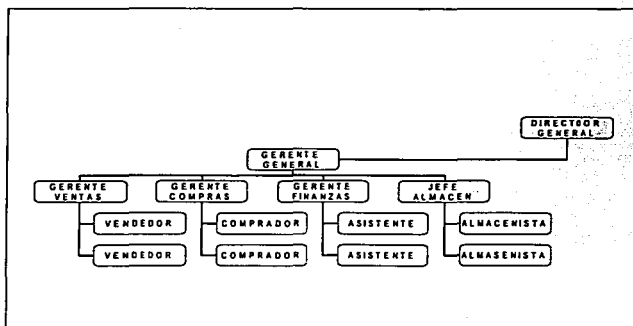 DIRECTOOR
GENERAL
GERENTE
GENERAL
GERENTE
VENTAS
GERENTE
COMPRAS
GERENTE
FINANZAS
JEFE
ALMACEN
VENDEDOR
COMPRADOR
ASISTENTE
ALMACENISTA
VENDEDOR
COMPRADOR
ASISTENTE
ALMASENISTA